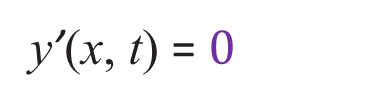 y′(x, t) = 0